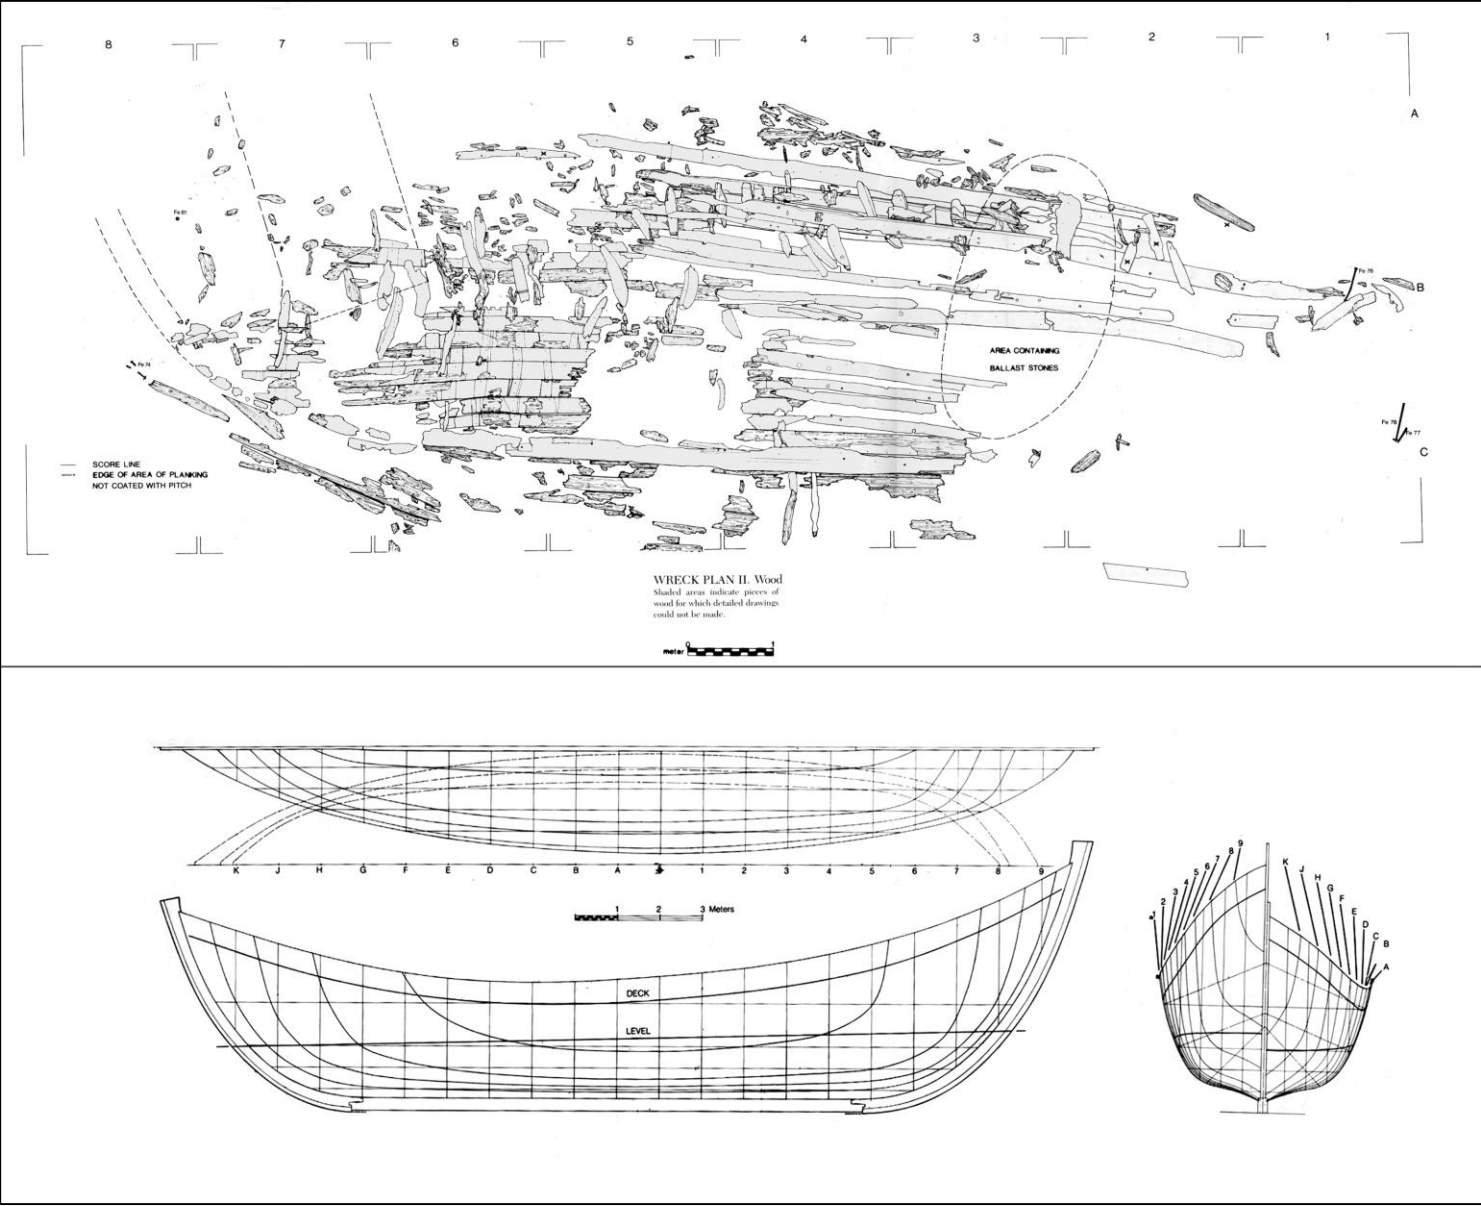 8 7 6 5 4 3 2 1
A
Fe 81
Fe 76
B
AREA CONTAINING
BALLAST STONES
Fe 74
Fe 78
Fe 77
C
SCORE LINE
EDGE OF AREA OF PLANKING
NOT COATED WITH PITCH
WRECK PLAN II. Wood
Shaded areas indicate pieces of
wood for which detailed drawings
could not be made.
meter 0 1
K J H G F E D C B A 1 2 3 4 5 6 7 8 9
1 2 3 Meters
DECK
LEVEL
1 2 3 4 5 6 7 8 9
K J H G F E D C B A